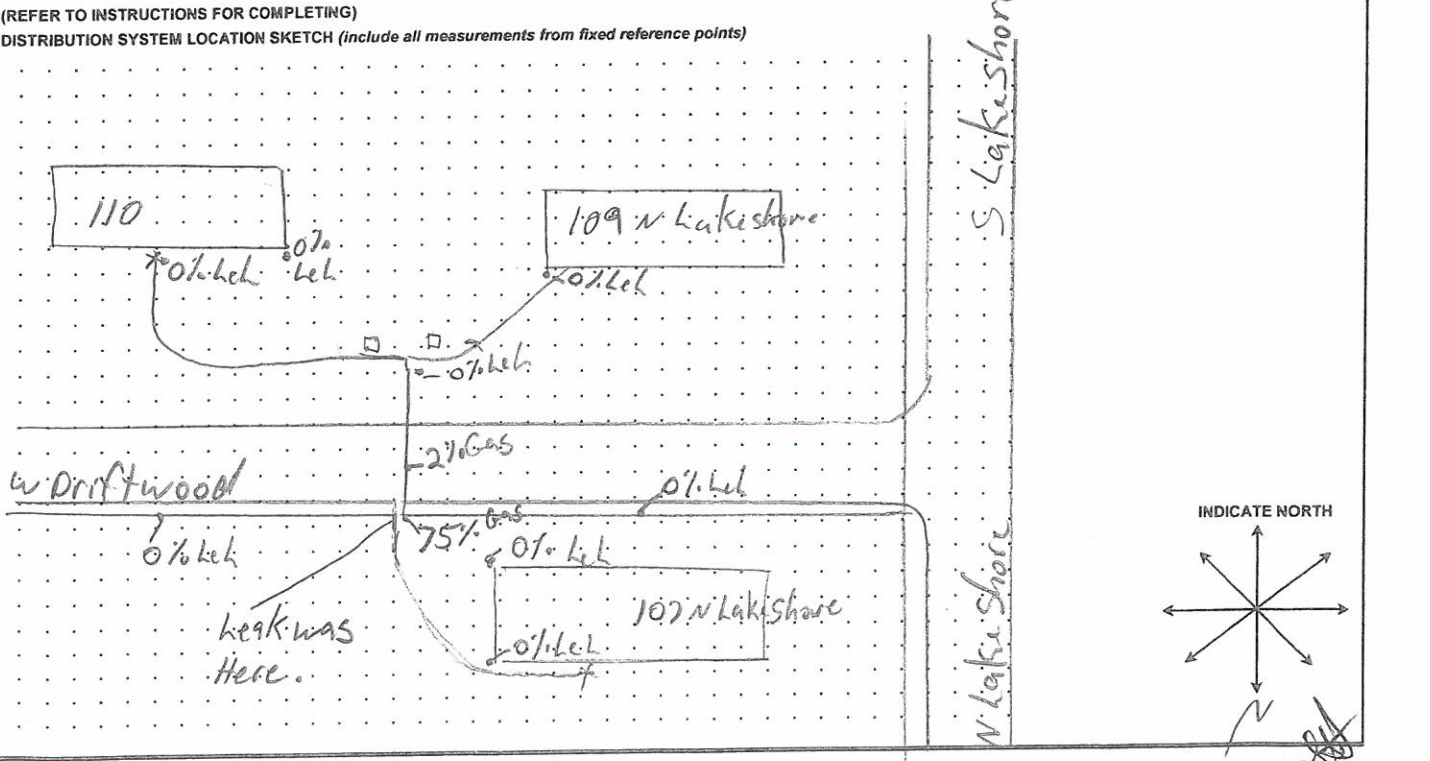 (REFER TO INSTRUCTIONS FOR COMPLETING)
DISTRIBUTION SYSTEM LOCATION SKETCH (include all measurements from fixed reference points)
S Lakeshore
110
109 N Lakeshore
0% Lel
0%
Lel
0% Lel
0% Lel
2% Gas
W Driftwood
0% Lel
75% Gas
0% Lel
0% Lel
107 N Lakeshore
Leak was
Here.
0% Lel
N Lakeshore
INDICATE NORTH
N